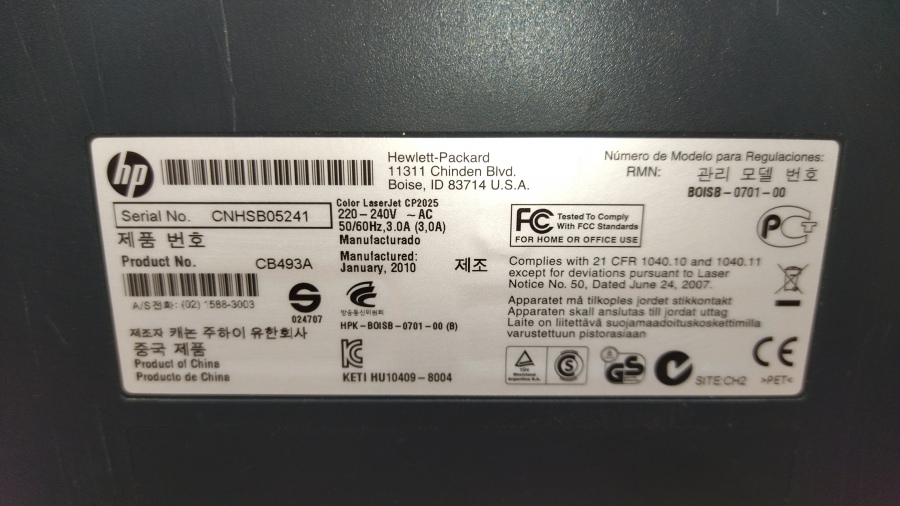 hp
Hewlett-Packard
11311 Chinden Blvd.
Boise, ID 83714 U.S.A.
Número de Modelo para Regulaciones:
RMN: 관리 모델 번호
BOISB-0701-00
Serial No. CNHSB05241
제품 번호
Product No. CB493A
A/S전화: (02) 1588-3003
제조자 캐논 주하이 유한회사
중국 제품
Product of China
Producto de China
Color LaserJet CP2025
220-240V ~ AC
50/60Hz,3.0A (3,0A)
Manufacturado
Manufactured:
January, 2010 제조
S
024707
방송통신위원회
HPK-BOISB-0701-00 (B)
KETI HU10409-8004
FC Tested To Comply
With FCC Standards
FOR HOME OR OFFICE USE
PCT
Complies with 21 CFR 1040.10 and 1040.11
except for deviations pursuant to Laser
Notice No. 50, Dated June 24, 2007.
Apparatet må tilkoples jordet stikkontakt
Apparaten skall anslutas till jordat uttag
Laite on liitettävä suojamaadoituskoskettimilla
varustettuun pistorasiaan
TÜV
Rheinland
Argentina S.A.
S
GS
SITE:CH2
CE
>PET<